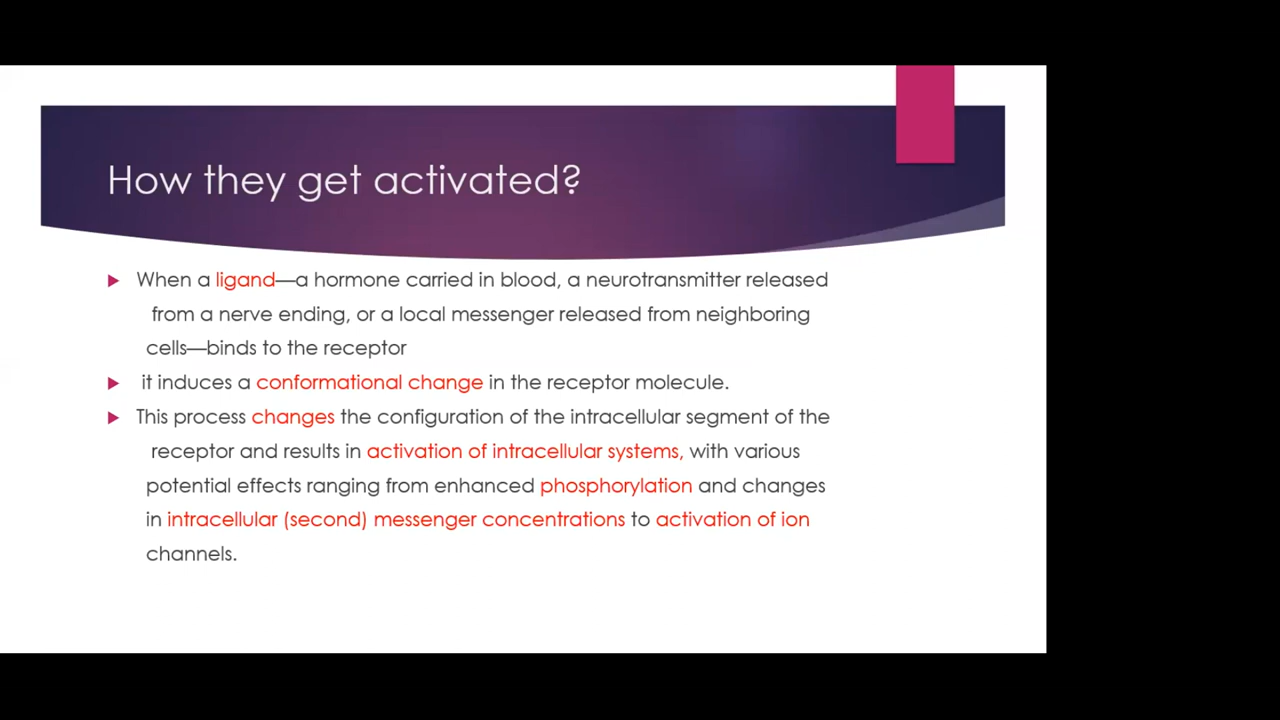 How they get activated?
When a ligand—a hormone carried in blood, a neurotransmitter released
from a nerve ending, or a local messenger released from neighboring
cells—binds to the receptor
it induces a conformational change in the receptor molecule.
This process changes the configuration of the intracellular segment of the
receptor and results in activation of intracellular systems, with various
potential effects ranging from enhanced phosphorylation and changes
in intracellular (second) messenger concentrations to activation of ion
channels.